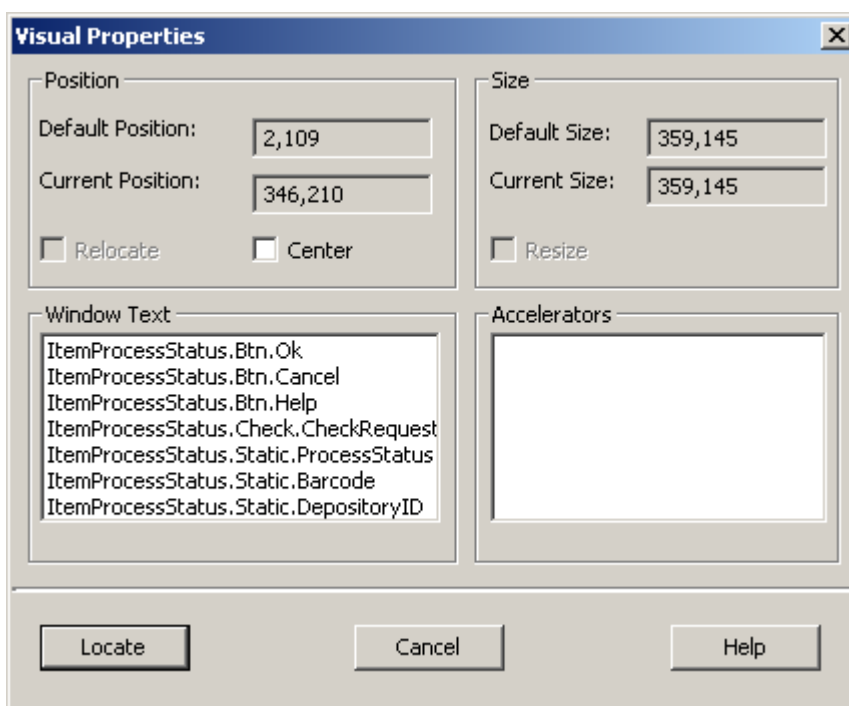 Visual Properties
Position
Default Position:
2,109
Current Position:
346,210
Relocate
Center
Size
Default Size:
359,145
Current Size:
359,145
Resize
Window Text
ItemProcessStatus.Btn.Ok
ItemProcessStatus.Btn.Cancel
ItemProcessStatus.Btn.Help
ItemProcessStatus.Check.CheckRequest
ItemProcessStatus.Static.ProcessStatus
ItemProcessStatus.Static.Barcode
ItemProcessStatus.Static.DepositoryID
Accelerators
Locate
Cancel
Help